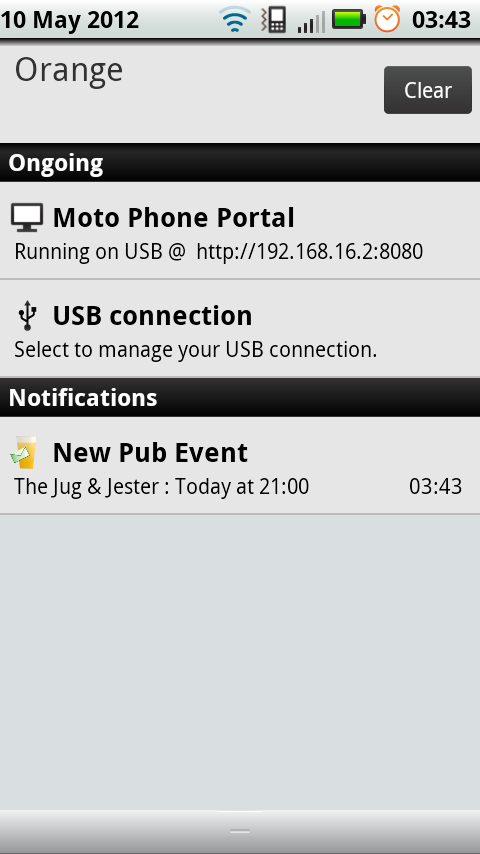 10 May 2012 03:43
Orange
Clear
Ongoing
Moto Phone Portal
Running on USB @ http://192.168.16.2:8080
USB connection
Select to manage your USB connection.
Notifications
New Pub Event
The Jug & Jester : Today at 21:00 03:43